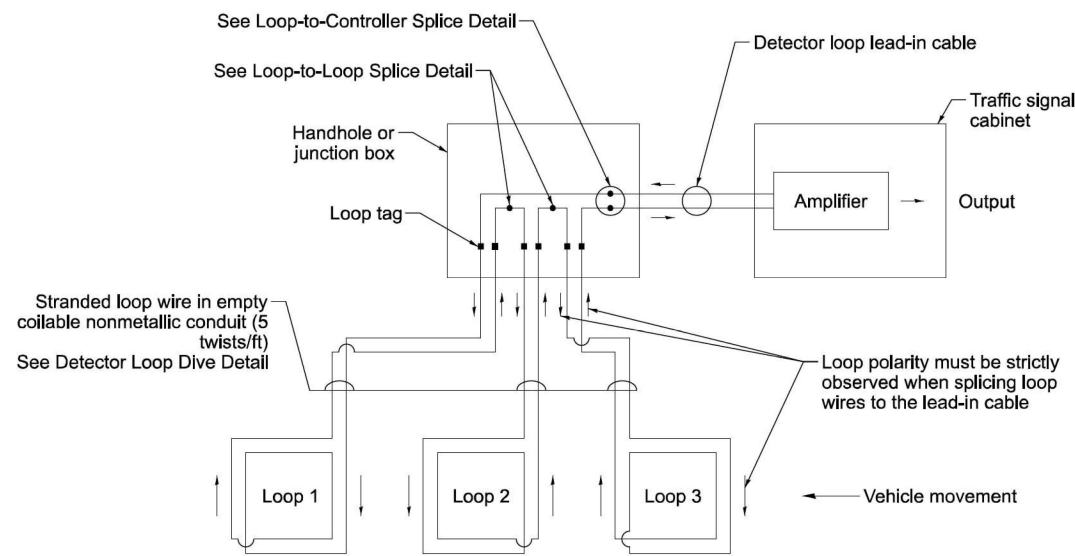 See Loop-to-Controller Splice Detail
Detector loop lead-in cable
See Loop-to-Loop Splice Detail
Traffic signal
cabinet
Handhole or
junction box
Amplifier
Output
Loop tag
Stranded loop wire in empty
coilable nonmetallic conduit (5
twists/ft)
See Detector Loop Dive Detail
Loop polarity must be strictly
observed when splicing loop
wires to the lead-in cable
Loop 1
Loop 2
Loop 3
Vehicle movement